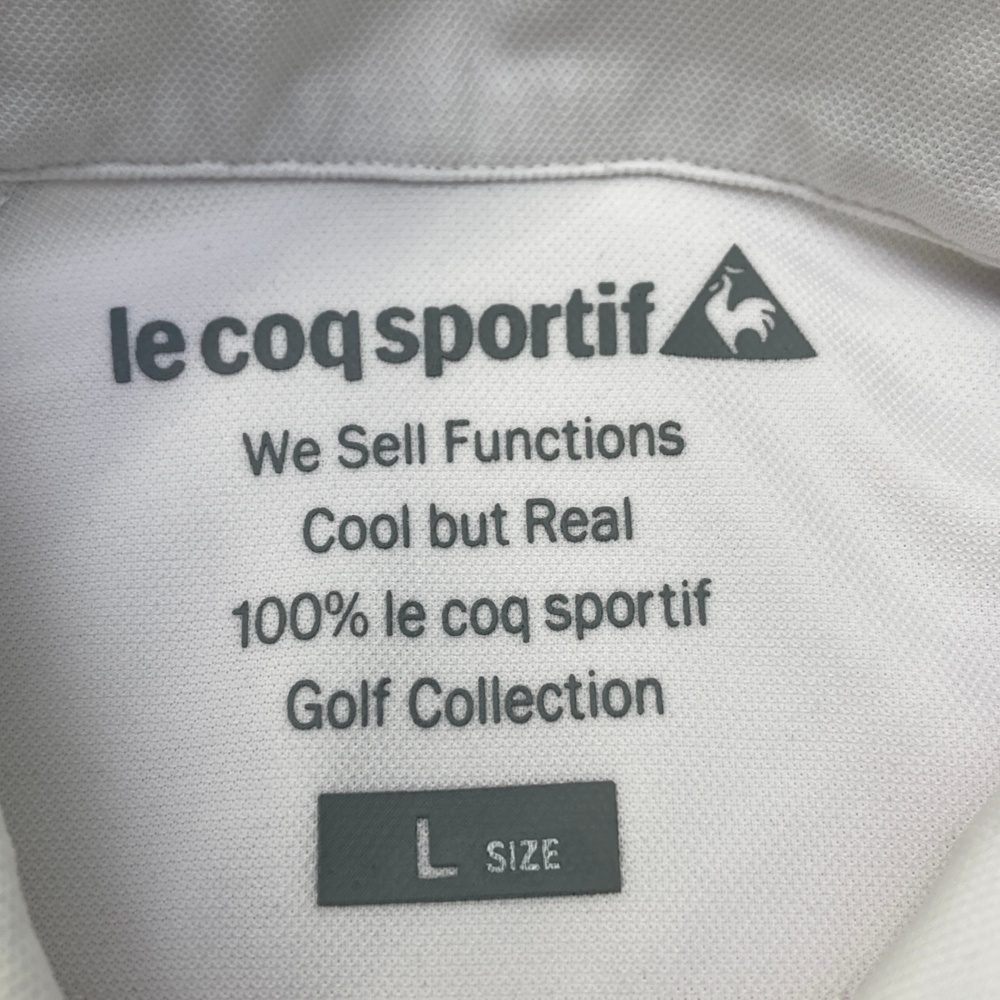 le coq sportif
We Sell Functions
Cool but Real
100% le coq sportif
Golf Collection
L SIZE